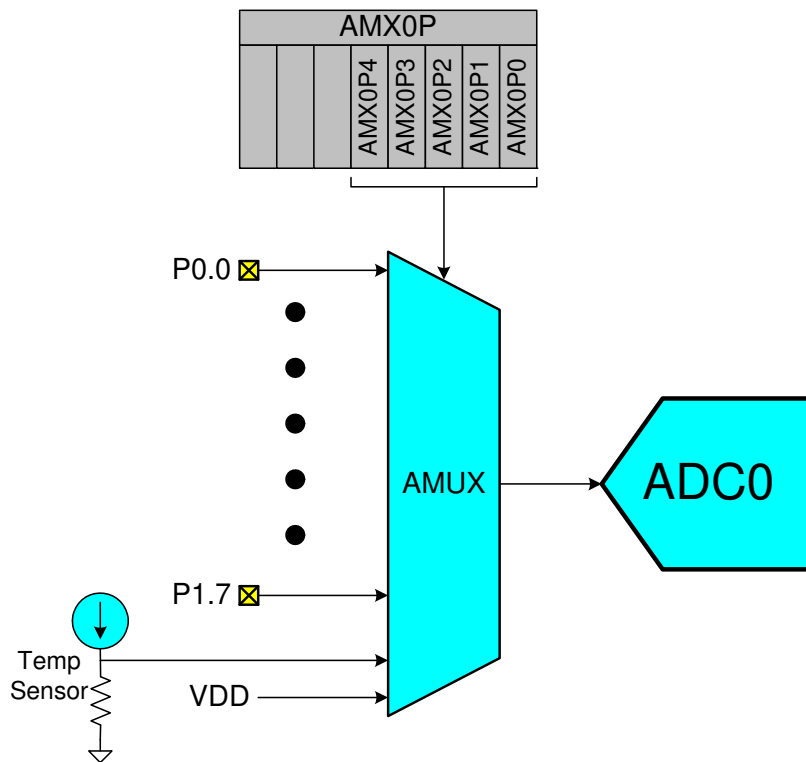 AMX0P
AMX0P4
AMX0P3
AMX0P2
AMX0P1
AMX0P0
P0.0
AMUX
ADC0
P1.7
Temp
Sensor
VDD